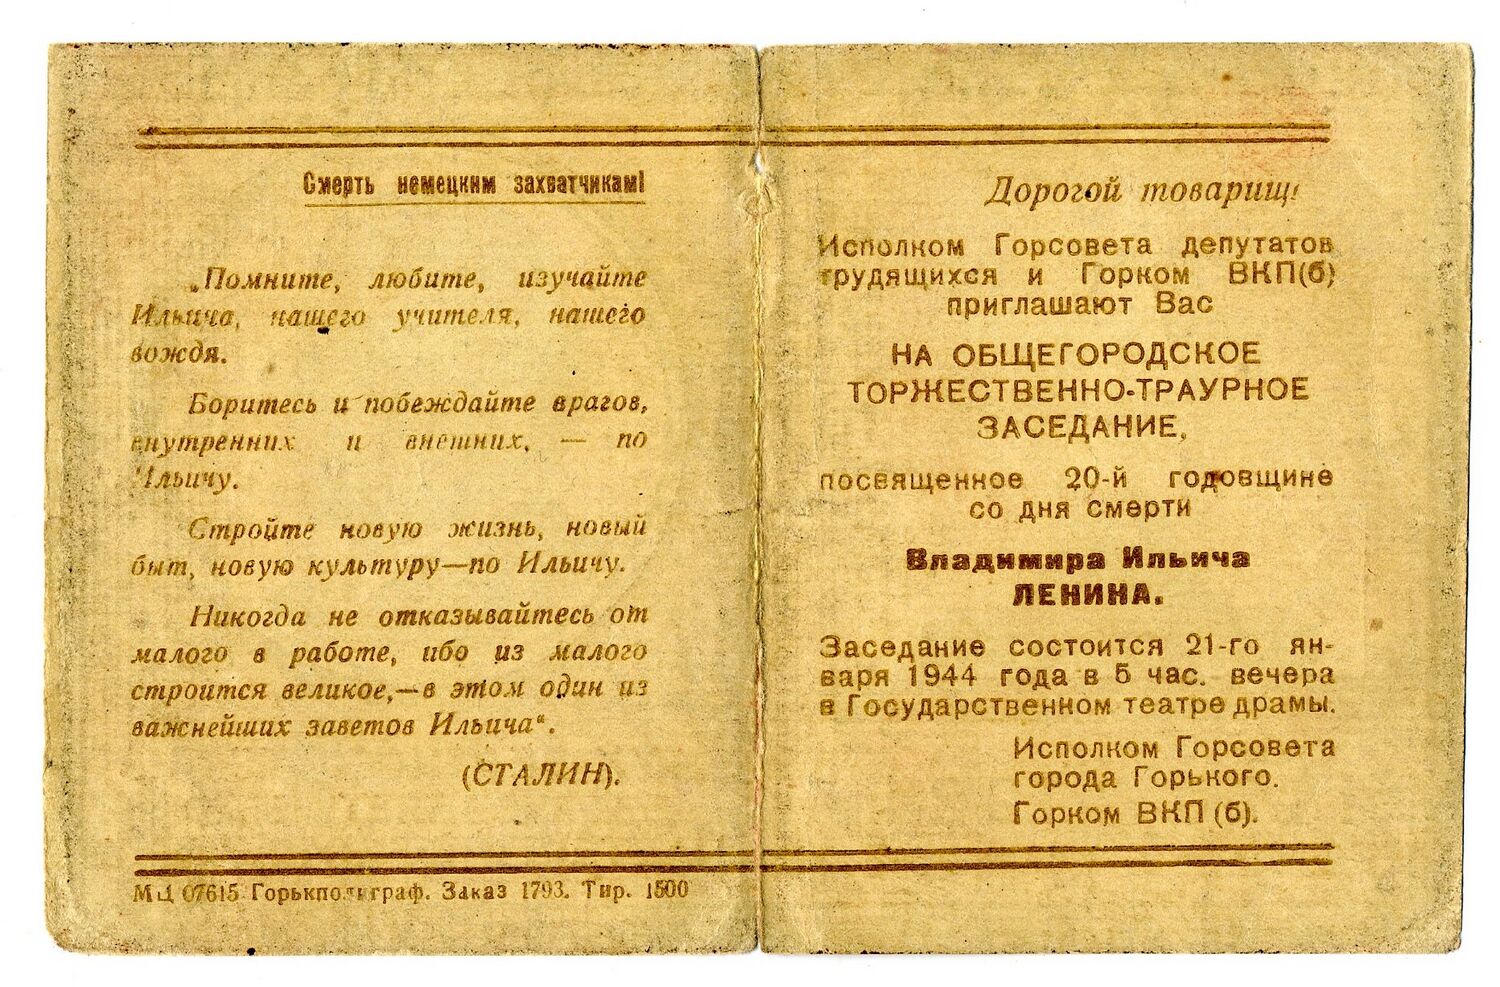 Смерть немецким захватчикам!
„Помните, любите, изучайте
Ильича, нашего учителя, нашего
вождя.
Боритесь и побеждайте врагов,
внутренних и внешних, — по
Ильичу.
Стройте новую жизнь, новый
быт, новую культуру—по Ильичу.
Никогда не отказывайтесь от
малого в работе, ибо из малого
строится великое,—в этом один из
важнейших заветов Ильича“.
(СТАЛИН).
МЦ 07615 Горькполиграф. Заказ 1793. Тир. 1500
Дорогой товарищ!
Исполком Горсовета депутатов
трудящихся и Горком ВКП(б)
приглашают Вас
НА ОБЩЕГОРОДСКОЕ
ТОРЖЕСТВЕННО-ТРАУРНОЕ
ЗАСЕДАНИЕ,
посвященное 20-й годовщине
со дня смерти
Владимира Ильича
ЛЕНИНА.
Заседание состоится 21-го ян-
варя 1944 года в 5 час. вечера
в Государственном театре драмы.
Исполком Горсовета
города Горького.
Горком ВКП (б).